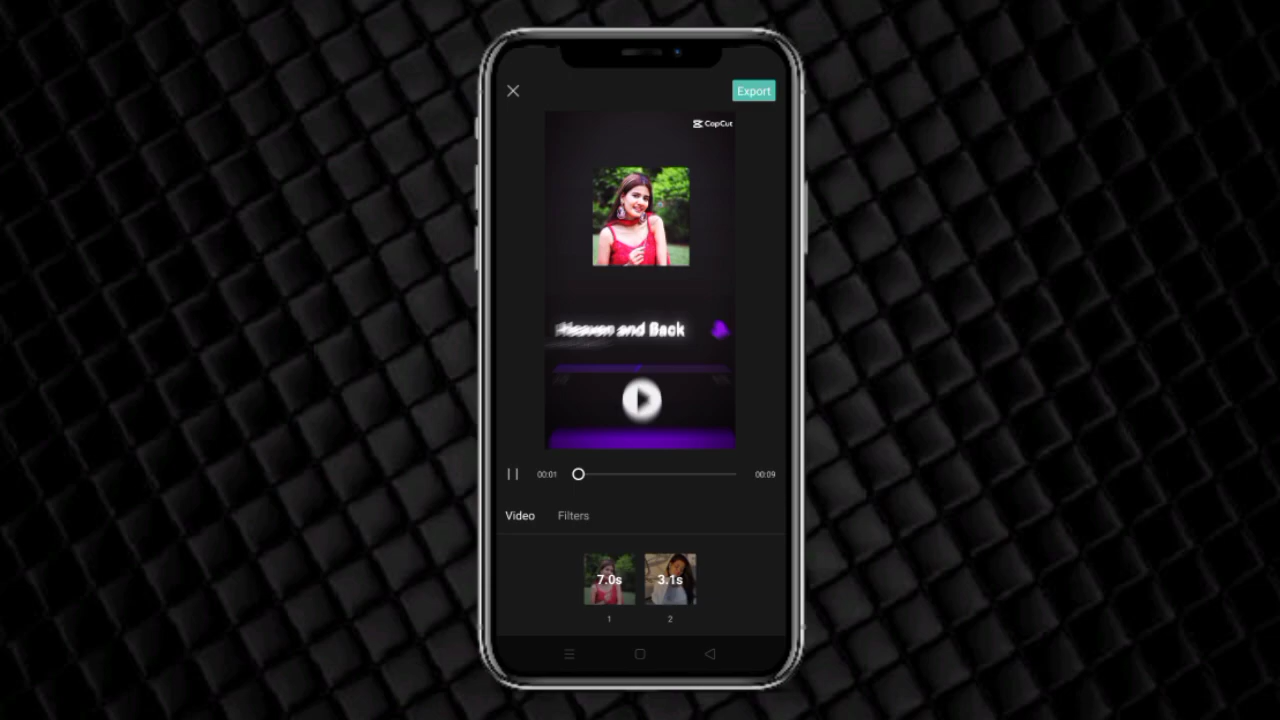 Export
CapCut
Heaven and Back
00:01
00:09
Video
Filters
7.0s
3.1s
1
2